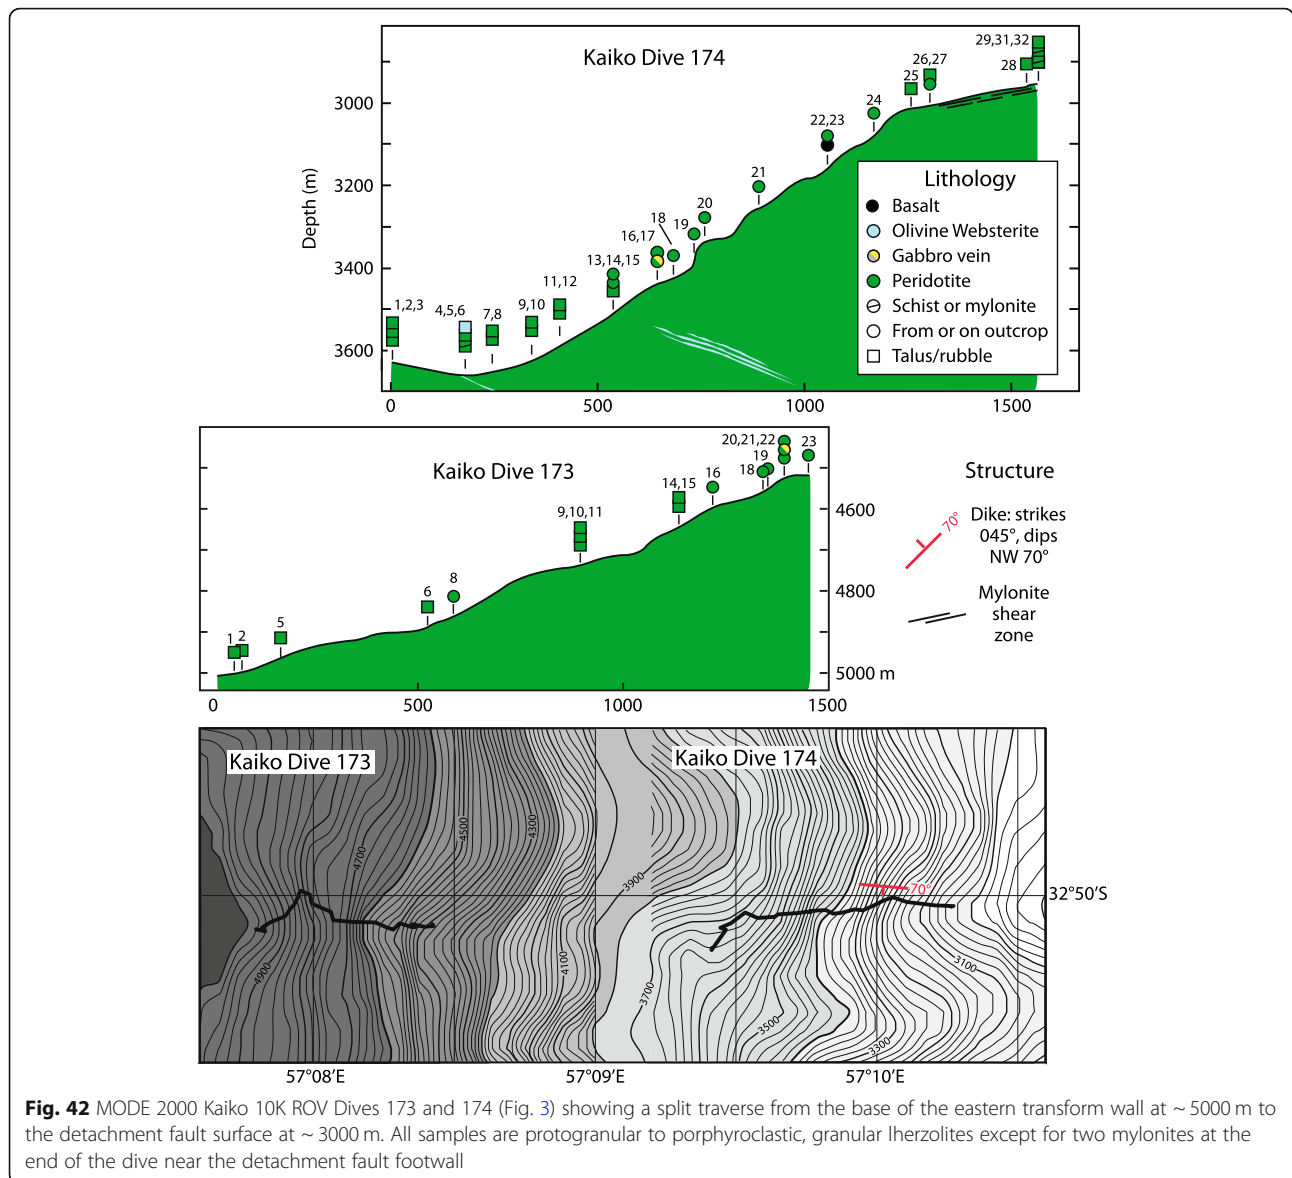 Kaiko Dive 174
Depth (m)
3000
3200
3400
3600
0
500
1000
1500
1,2,3
4,5,6
7,8
9,10
11,12
13,14,15
16,17
18
19
20
21
22,23
24
25
26,27
28
29,31,32
Lithology
Basalt
Olivine Websterite
Gabbro vein
Peridotite
Schist or mylonite
From or on outcrop
Talus/rubble
Kaiko Dive 173
1
2
5
6
8
9,10,11
14,15
16
18
19
20,21,22
23
4600
4800
5000 m
0
500
1000
1500
Structure
70°
Dike: strikes
045°, dips
NW 70°
Mylonite
shear
zone
Kaiko Dive 173
Kaiko Dive 174
4900
4700
4500
4300
4100
3900
3700
3500
3300
3100
70°
32°50'S
57°08'E
57°09'E
57°10'E
Fig. 42 MODE 2000 Kaiko 10K ROV Dives 173 and 174 (Fig. 3) showing a split traverse from the base of the eastern transform wall at ~ 5000 m to
the detachment fault surface at ~ 3000 m. All samples are protogranular to porphyroclastic, granular lherzolites except for two mylonites at the
end of the dive near the detachment fault footwall